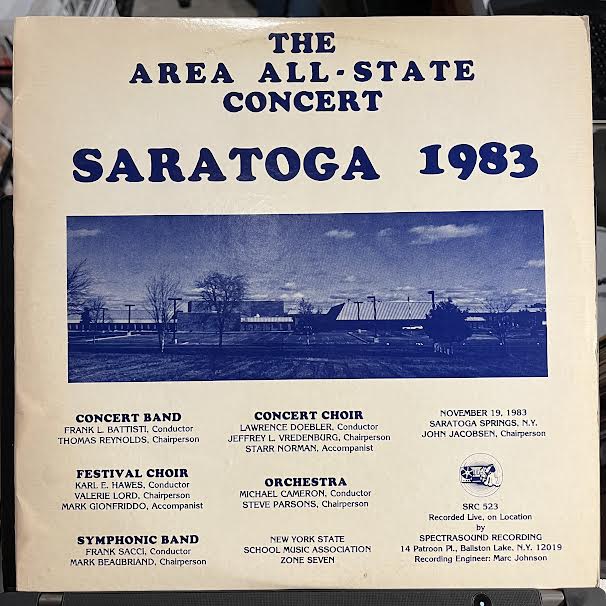 THE
AREA ALL-STATE
CONCERT
SARATOGA 1983
CONCERT BAND
FRANK L. BATTISTI, Conductor
THOMAS REYNOLDS, Chairperson
FESTIVAL CHOIR
KARL E. HAWES, Conductor
VALERIE LORD, Chairperson
MARK GIONFRIDDO, Accompanist
SYMPHONIC BAND
FRANK SACCI, Conductor
MARK BEAUBRIAND, Chairperson
CONCERT CHOIR
LAWRENCE DOEBLER, Conductor
JEFFREY L. VREDENBURG, Chairperson
STARR NORMAN, Accompanist
ORCHESTRA
MICHAEL CAMERON, Conductor
STEVE PARSONS, Chairperson
NEW YORK STATE
SCHOOL MUSIC ASSOCIATION
ZONE SEVEN
NOVEMBER 19, 1983
SARATOGA SPRINGS, N.Y.
JOHN JACOBSEN, Chairperson
SRC 523
Recorded Live, on Location
by
SPECTRASOUND RECORDING
14 Patroon Pl., Ballston Lake, N.Y. 12019
Recording Engineer: Marc Johnson